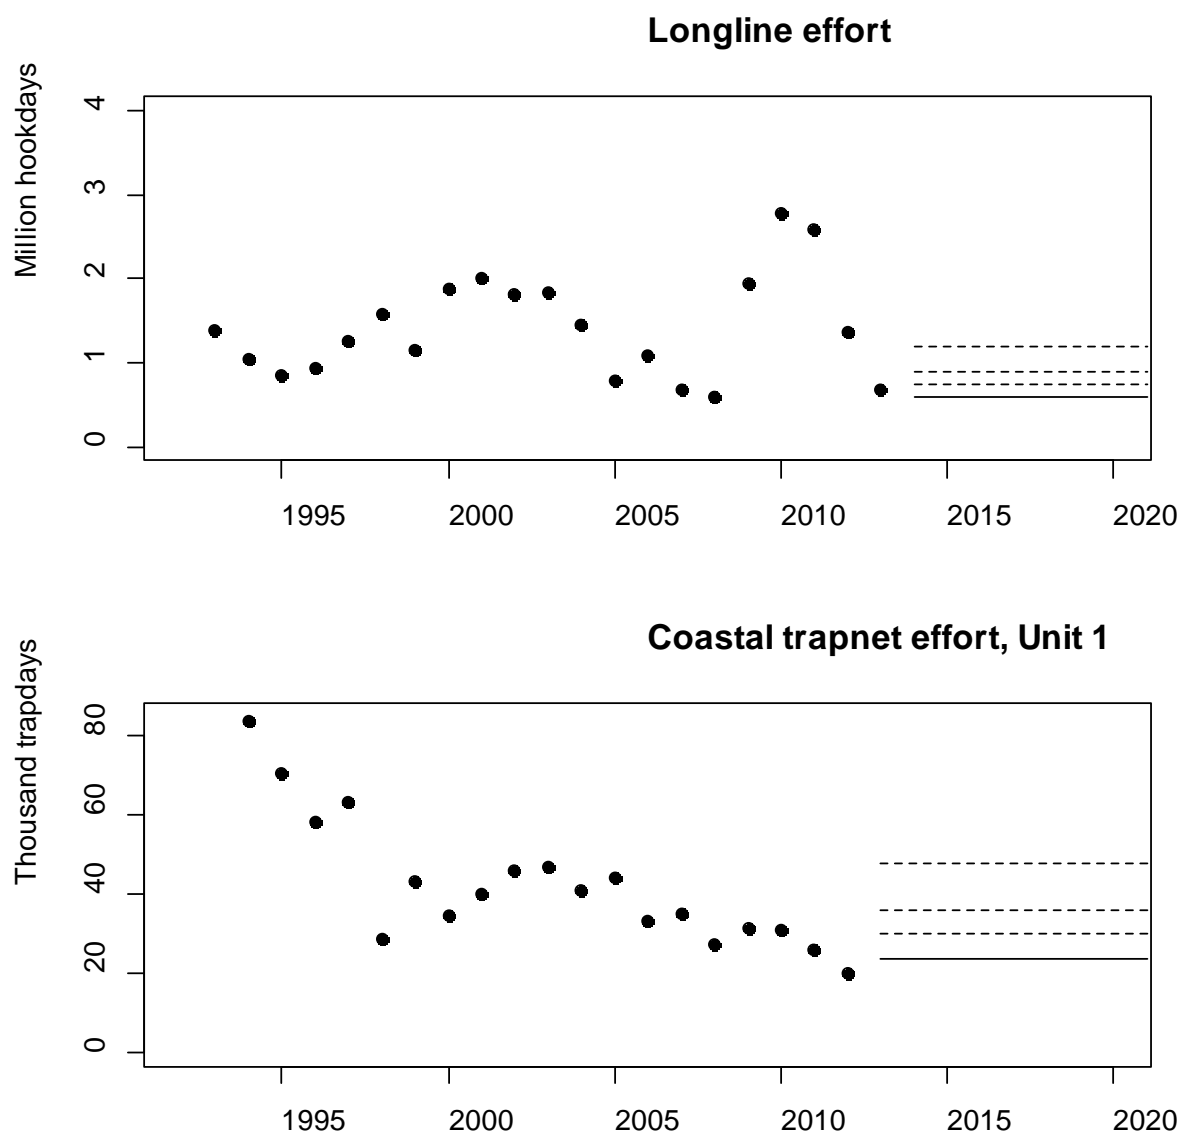 Longline effort
Million hookdays
4
3
2
1
0
1995 2000 2005 2010 2015 2020
Coastal trapnet effort, Unit 1
Thousand trapdays
80
60
40
20
0
1995 2000 2005 2010 2015 2020